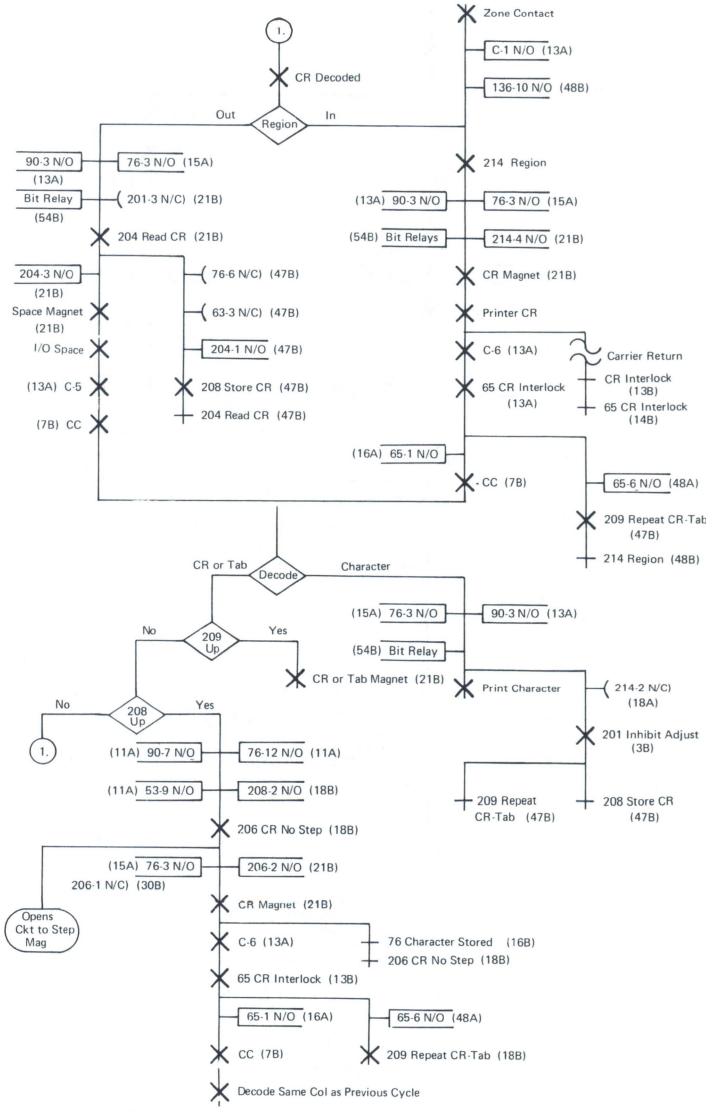 1.
CR Decoded
Out
Region
In
Zone Contact
C-1 N/O (13A)
136-10 N/O (48B)
90-3 N/O
76-3 N/O (15A)
(13A)
Bit Relay
201-3 N/C) (21B)
(54B)
204 Read CR (21B)
204-3 N/O
(21B)
76-6 N/C) (47B)
Space Magnet
(21B)
63-3 N/C) (47B)
I/O Space
204-1 N/O (47B)
(13A) C-5
208 Store CR (47B)
(7B) CC
204 Read CR (47B)
214 Region
(13A) 90-3 N/O
76-3 N/O (15A)
(54B) Bit Relays
214-4 N/O (21B)
CR Magnet (21B)
Printer CR
C-6 (13A)
Carrier Return
65 CR Interlock
(13A)
CR Interlock
(13B)
65 CR Interlock
(14B)
(16A) 65-1 N/O
CC (7B)
65-6 N/O (48A)
209 Repeat CR-Tab
(47B)
214 Region (48B)
CR or Tab
Decode
Character
No
209
Up
Yes
CR or Tab Magnet (21B)
(15A) 76-3 N/O
90-3 N/O (13A)
(54B) Bit Relay
Print Character
214-2 N/C)
(18A)
201 Inhibit Adjust
(3B)
209 Repeat
CR-Tab (47B)
208 Store CR
(47B)
No
208
Up
Yes
1.
(11A) 90-7 N/O
76-12 N/O (11A)
(11A) 53-9 N/O
208-2 N/O (18B)
206 CR No Step (18B)
(15A) 76-3 N/O
206-2 N/O (21B)
206-1 N/C) (30B)
Opens
Ckt to Step
Mag
CR Magnet (21B)
C-6 (13A)
76 Character Stored (16B)
206 CR No Step (18B)
65 CR Interlock (13B)
65-1 N/O (16A)
65-6 N/O (48A)
CC (7B)
209 Repeat CR-Tab (18B)
Decode Same Col as Previous Cycle